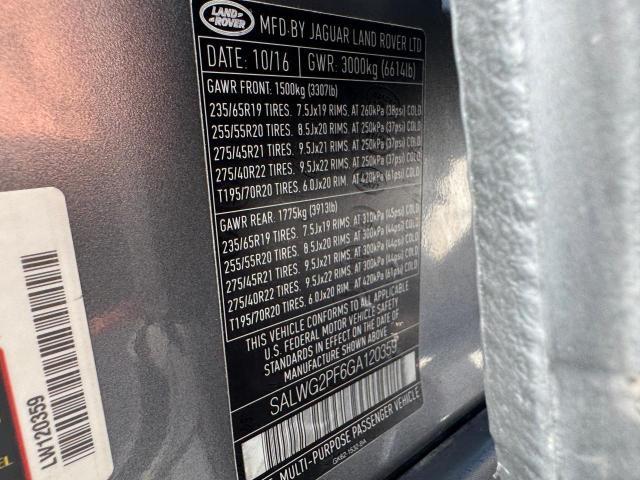 LAND
ROVER
MFD.BY JAGUAR LAND ROVER LTD
DATE: 10/16 GWR: 3000kg (6614lb)
GAWR FRONT: 1500kg (3307lb)
235/65R19 TIRES. 7.5Jx19 RIMS. AT 260kPa (38psi) COLD
255/55R20 TIRES. 8.5Jx20 RIMS. AT 250kPa (37psi) COLD
275/45R21 TIRES. 9.5Jx21 RIMS. AT 250kPa (37psi) COLD
275/40R22 TIRES. 9.5Jx22 RIMS. AT 250kPa (37psi) COLD
T195/70R20 TIRES. 6.0Jx20 RIM. AT 420kPa (61psi) COLD
GAWR REAR: 1775kg (3913lb)
235/65R19 TIRES. 7.5Jx19 RIMS. AT 310kPa (45psi) COLD
255/55R20 TIRES. 8.5Jx20 RIMS. AT 300kPa (44psi) COLD
275/45R21 TIRES. 9.5Jx21 RIMS. AT 300kPa (44psi) COLD
275/40R22 TIRES. 9.5Jx22 RIMS. AT 300kPa (44psi) COLD
T195/70R20 TIRES. 6.0Jx20 RIM. AT 420kPa (61psi) COLD
THIS VEHICLE CONFORMS TO ALL APPLICABLE
U.S. FEDERAL MOTOR VEHICLE SAFETY AND THEFT PREVENTION
STANDARDS IN EFFECT ON THE DATE OF MANUFACTURE SHOWN ABOVE.
SALWG2PF6GA120359
MULTI-PURPOSE PASSENGER VEHICLE
LW120359